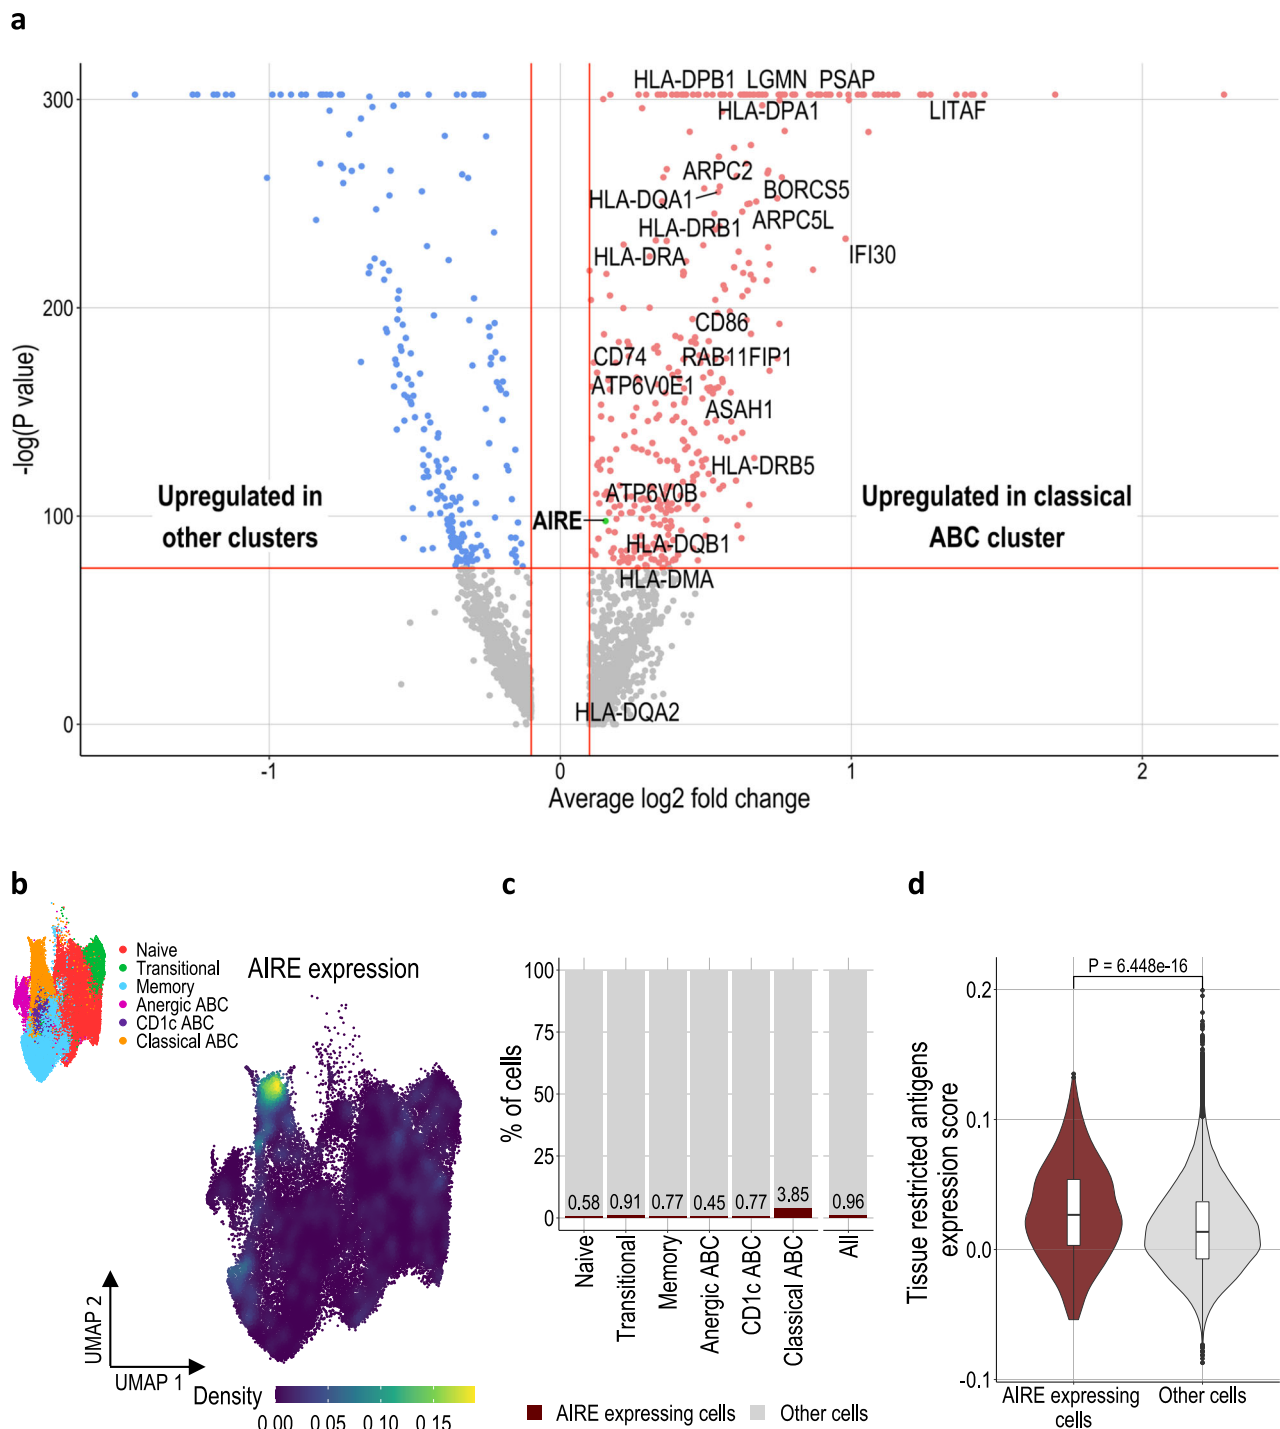 a
-log(P value)
300
200
100
0
HLA-DPB1 LGMN PSAP
HLA-DPA1
LITAF
ARPC2
BORCS5
HLA-DQA1
ARPC5L
HLA-DRB1
IFI30
HLA-DRA
CD86
CD74
RAB11FIP1
ATP6V0E1
ASAH1
HLA-DRB5
ATP6V0B
AIRE
HLA-DQB1
HLA-DMA
HLA-DQA2
Upregulated in
other clusters
Upregulated in classical
ABC cluster
-1
0
1
2
Average log2 fold change
b
Naive
Transitional
Memory
Anergic ABC
CD1c ABC
Classical ABC
AIRE expression
UMAP 2
UMAP 1
Density
0.00 0.05 0.10 0.15
c
% of cells
100
75
50
25
0
0.58 0.91 0.77 0.45 0.77 3.85 0.96
Naive
Transitional
Memory
Anergic ABC
CD1c ABC
Classical ABC
All
AIRE expressing cells
Other cells
d
P = 6.448e-16
Tissue restricted antigens
expression score
0.2
0.1
0.0
-0.1
AIRE expressing
cells
Other cells